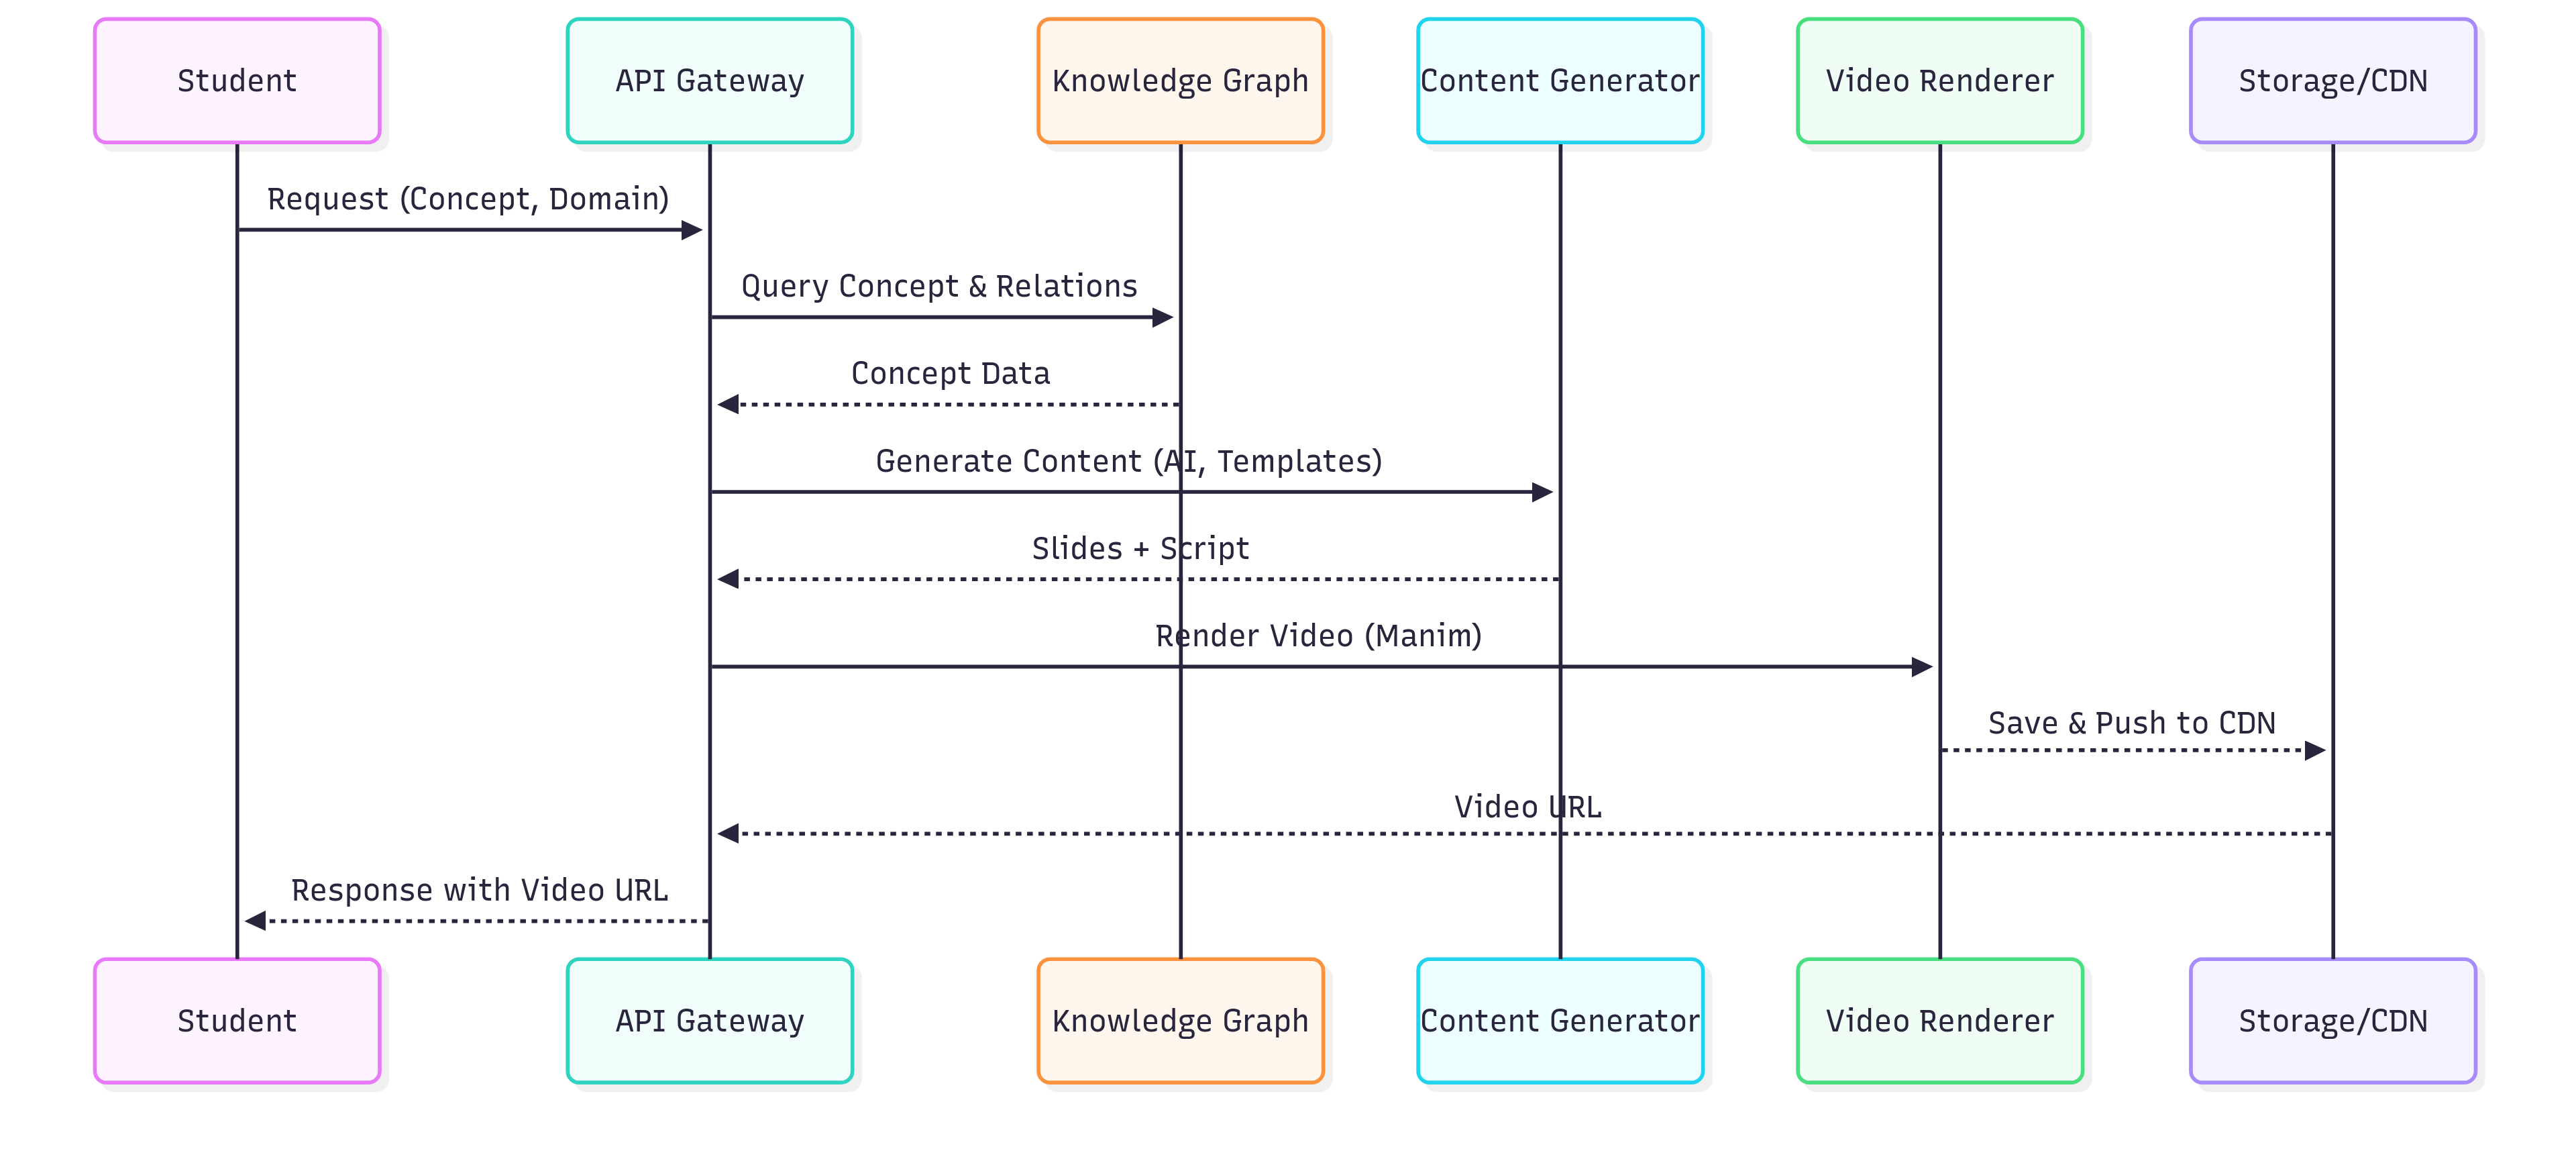 Student
API Gateway
Knowledge Graph
Content Generator
Video Renderer
Storage/CDN
Request (Concept, Domain)
Query Concept & Relations
Concept Data
Generate Content (AI, Templates)
Slides + Script
Render Video (Manim)
Save & Push to CDN
Video URL
Response with Video URL
Student
API Gateway
Knowledge Graph
Content Generator
Video Renderer
Storage/CDN